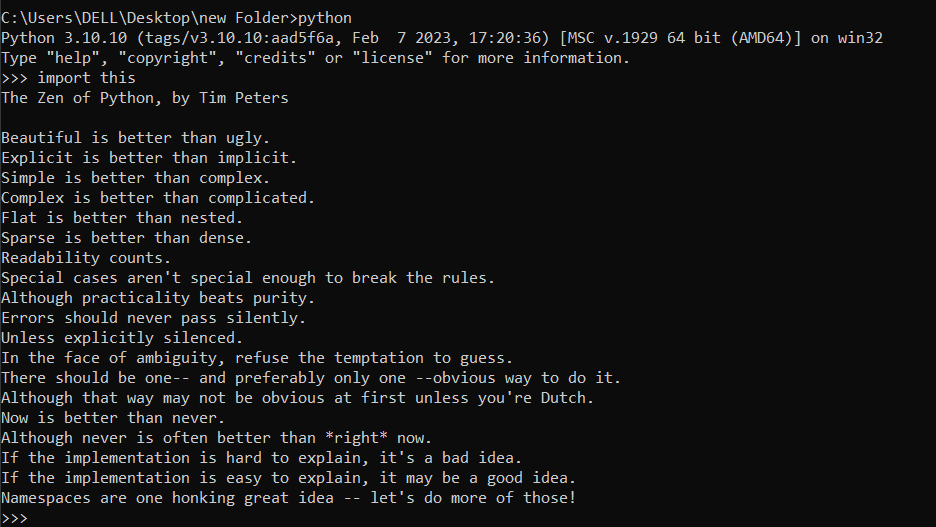 C:\Users\DELL\Desktop\new Folder>python
Python 3.10.10 (tags/v3.10.10:aad5f6a, Feb  7 2023, 17:20:36) [MSC v.1929 64 bit (AMD64)] on win32
Type "help", "copyright", "credits" or "license" for more information.
>>> import this
The Zen of Python, by Tim Peters

Beautiful is better than ugly.
Explicit is better than implicit.
Simple is better than complex.
Complex is better than complicated.
Flat is better than nested.
Sparse is better than dense.
Readability counts.
Special cases aren't special enough to break the rules.
Although practicality beats purity.
Errors should never pass silently.
Unless explicitly silenced.
In the face of ambiguity, refuse the temptation to guess.
There should be one-- and preferably only one --obvious way to do it.
Although that way may not be obvious at first unless you're Dutch.
Now is better than never.
Although never is often better than *right* now.
If the implementation is hard to explain, it's a bad idea.
If the implementation is easy to explain, it may be a good idea.
Namespaces are one honking great idea -- let's do more of those!
>>>